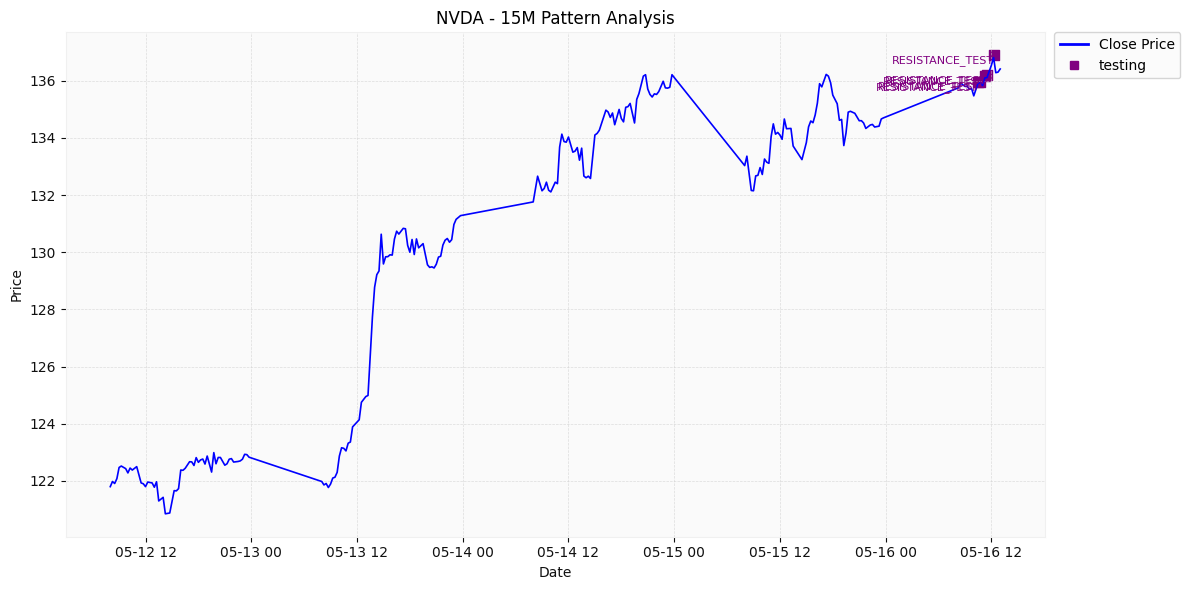 NVDA - 15M Pattern Analysis
Close Price
testing
RESISTANCE_TEST
RESISTANCE_TEST
RESISTANCE_TEST
Price
136
134
132
130
128
126
124
122
05-12 12
05-13 00
05-13 12
05-14 00
05-14 12
05-15 00
05-15 12
05-16 00
05-16 12
Date